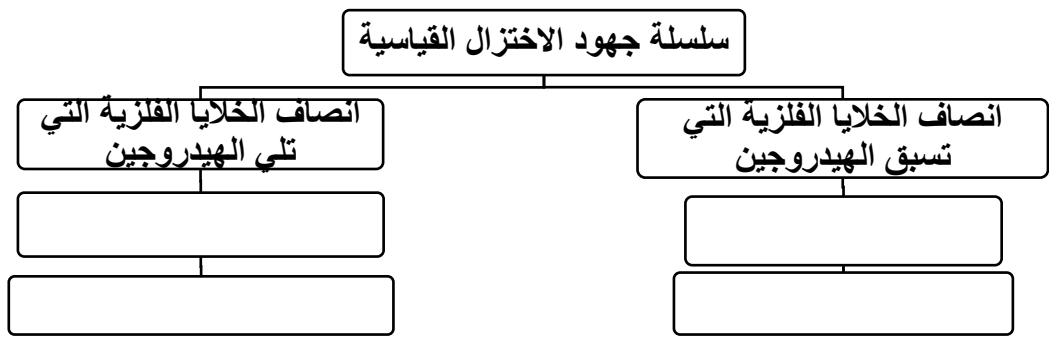 سلسلة جهود الاختزال القياسية
انصاف الخلايا الفلزية التي
تسبق الهيدروجين
انصاف الخلايا الفلزية التي
تلي الهيدروجين